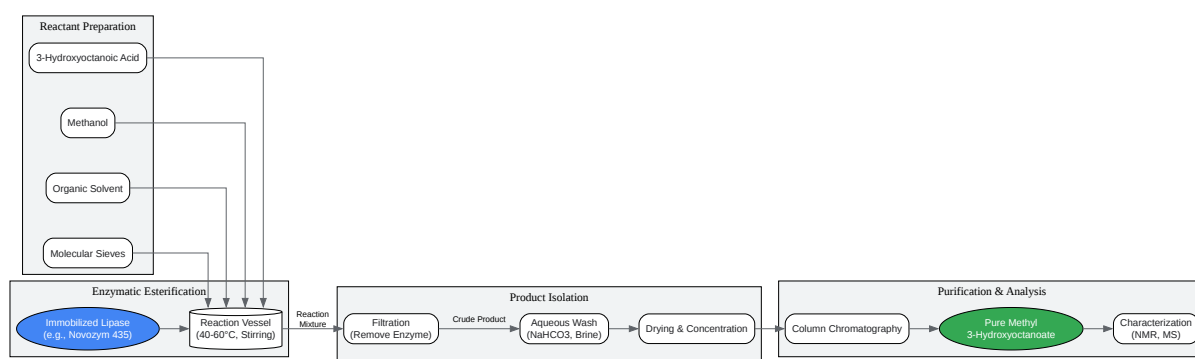 Reactant Preparation
3-Hydroxyoctanoic Acid
Methanol
Organic Solvent
Molecular Sieves
Enzymatic Esterification
Immobilized Lipase
(e.g., Novozym 435)
Reaction Vessel
(40-60°C, Stirring)
Reaction
Mixture
Product Isolation
Filtration
(Remove Enzyme)
Crude Product
Aqueous Wash
(NaHCO3, Brine)
Drying & Concentration
Purification & Analysis
Column Chromatography
Pure Methyl
3-Hydroxyoctanoate
Characterization
(NMR, MS)